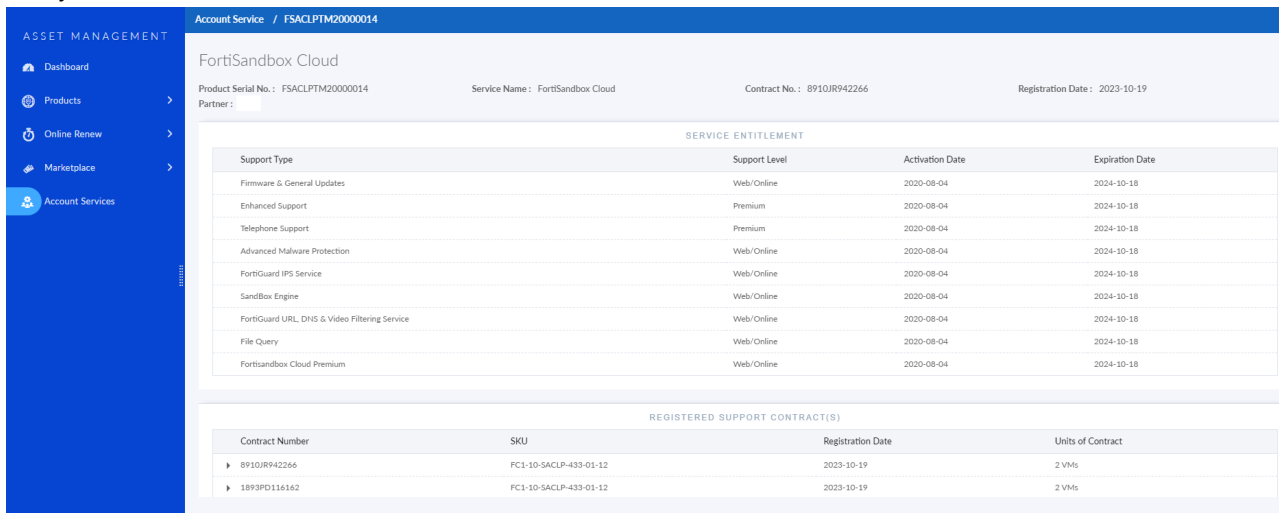 Account Service / FSACLPTM20000014
ASSET MANAGEMENT
Dashboard
Products
Online Renew
Marketplace
Account Services
FortiSandbox Cloud
Product Serial No. : FSACLPTM20000014 Service Name : FortiSandbox Cloud Contract No. : 8910JR942266 Registration Date : 2023-10-19
Partner :
SERVICE ENTITLEMENT
Support Type Support Level Activation Date Expiration Date
Firmware & General Updates Web/Online 2020-08-04 2024-10-18
Enhanced Support Premium 2020-08-04 2024-10-18
Telephone Support Premium 2020-08-04 2024-10-18
Advanced Malware Protection Web/Online 2020-08-04 2024-10-18
FortiGuard IPS Service Web/Online 2020-08-04 2024-10-18
SandBox Engine Web/Online 2020-08-04 2024-10-18
FortiGuard URL, DNS & Video Filtering Service Web/Online 2020-08-04 2024-10-18
File Query Web/Online 2020-08-04 2024-10-18
Fortisandbox Cloud Premium Web/Online 2020-08-04 2024-10-18
REGISTERED SUPPORT CONTRACT(S)
Contract Number SKU Registration Date Units of Contract
8910JR942266 FC1-10-SACLP-433-01-12 2023-10-19 2 VMs
1893PD116162 FC1-10-SACLP-433-01-12 2023-10-19 2 VMs